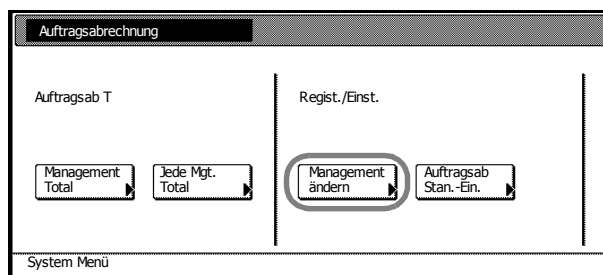 Auftragsabrechnung
Auftragsab T
Regist./Einst.
Management
Total
Jede Mgt.
Total
Management
ändern
Auftragsab
Stan.-Ein.
System Menü